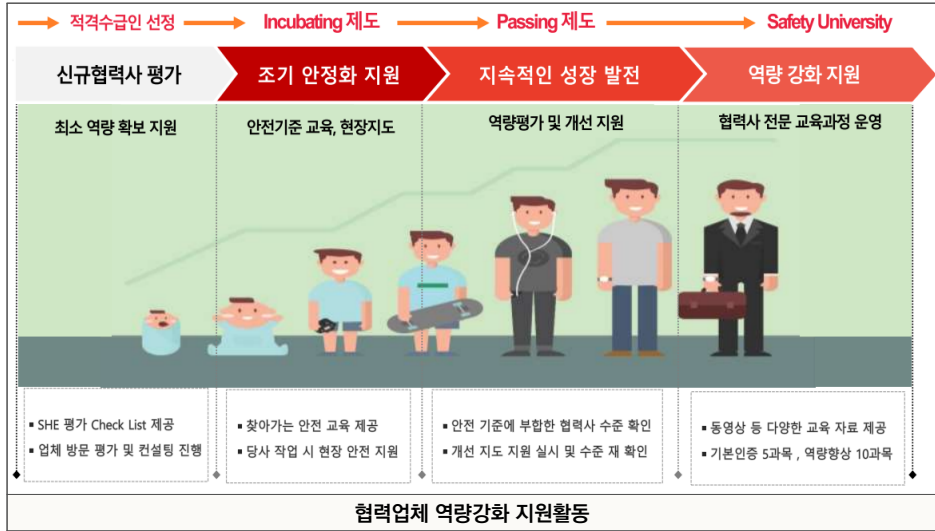 적격수급인 선정
Incubating 제도
Passing 제도
Safety University
신규협력사 평가
조기 안정화 지원
지속적인 성장 발전
역량 강화 지원
최소 역량 확보 지원
안전기준 교육, 현장지도
역량평가 및 개선 지원
협력사 전문 교육과정 운영
▪ SHE 평가 Check List 제공
▪ 업체 방문 평가 및 컨설팅 진행
▪ 찾아가는 안전 교육 제공
▪ 당사 작업 시 현장 안전 지원
▪ 안전 기준에 부합한 협력사 수준 확인
▪ 개선 지도 지원 실시 및 수준 재 확인
▪ 동영상 등 다양한 교육 자료 제공
▪ 기본인증 5과목 , 역량향상 10과목
협력업체 역량강화 지원활동